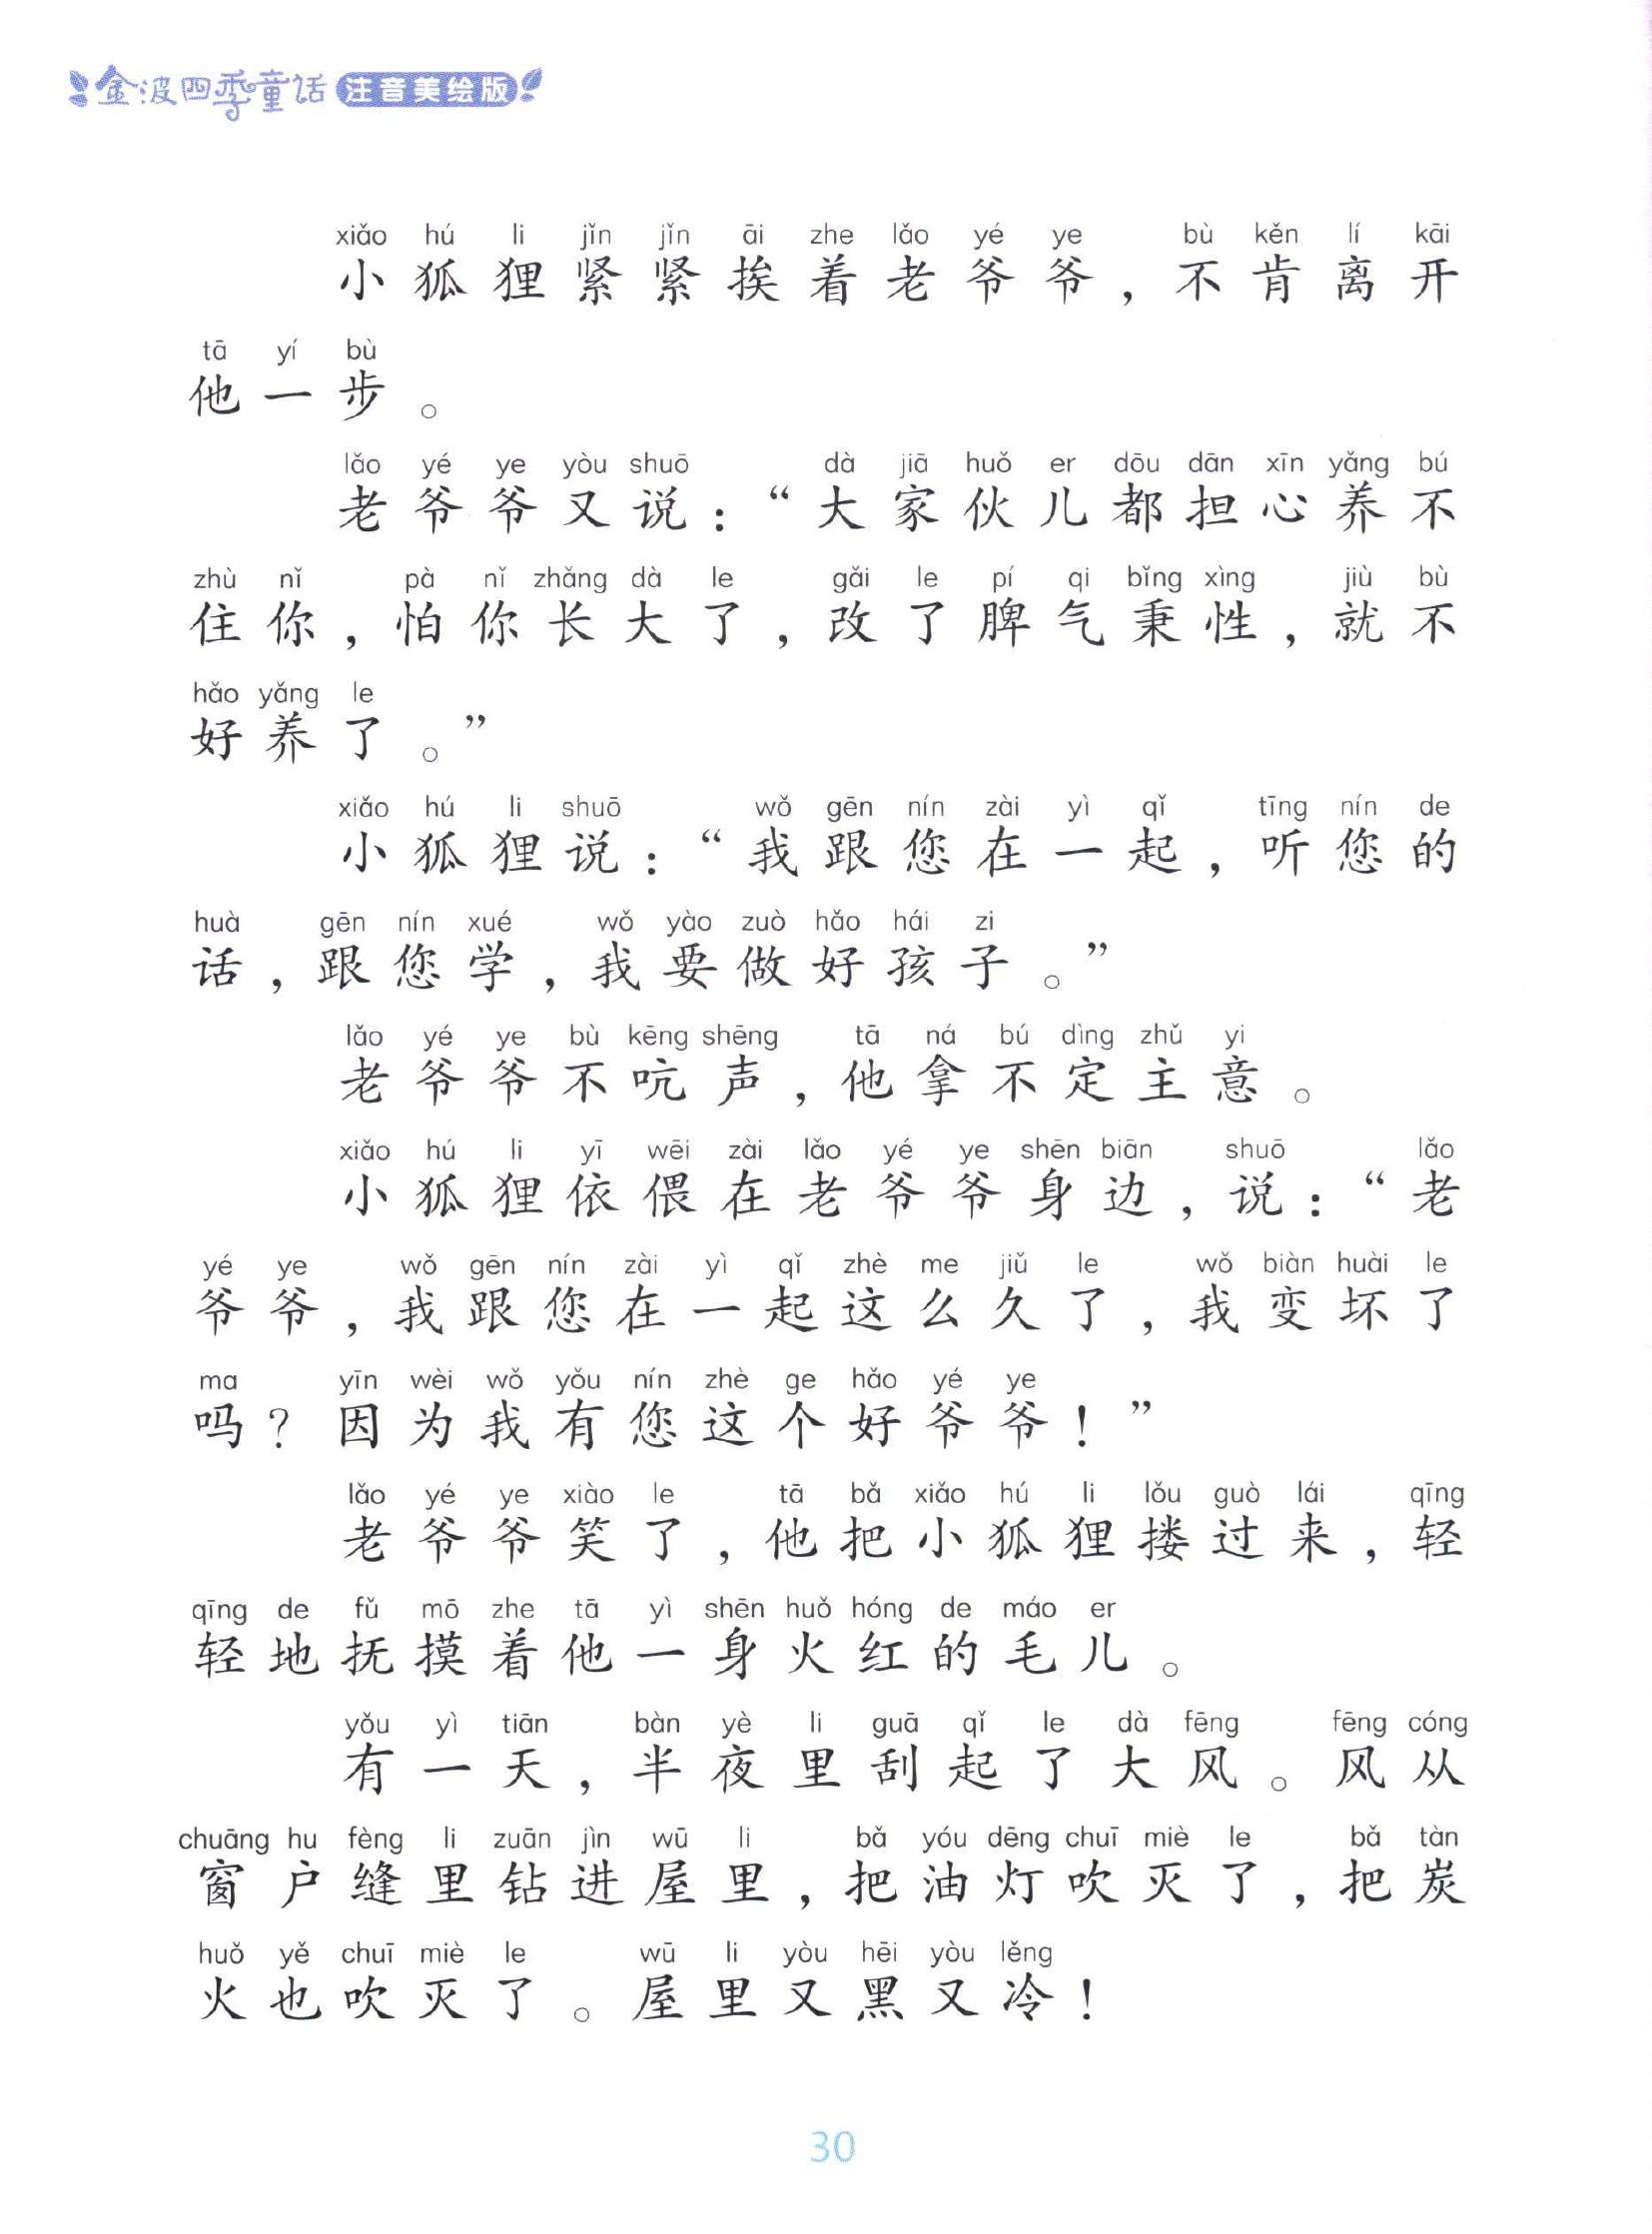 金波四季童话 注音美绘版
xiǎo hú li jǐn jǐn āi zhe lǎo yé ye bù kěn lí kāi
小狐狸紧紧挨着老爷爷，不肯离开
tā yí bù
他一步。
lǎo yé ye yòu shuō dà jiā huǒ er dōu dān xīn yǎng bú
老爷爷又说：“大家伙儿都担心养不
zhù nǐ pà nǐ zhǎng dà le gǎi le pí qi bǐng xìng jiù bù
住你，怕你长大了，改了脾气秉性，就不
hǎo yǎng le
好养了。”
xiǎo hú li shuō wǒ gēn nín zài yì qǐ tīng nín de
小狐狸说：“我跟您在一起，听您的
huà gēn nín xué wǒ yào zuò hǎo hái zi
话，跟您学，我要做好孩子。”
lǎo yé ye bù kēng shēng tā ná bú dìng zhǔ yi
老爷爷不吭声，他拿不定主意。
xiǎo hú li yī wēi zài lǎo yé ye shēn biān shuō lǎo
小狐狸依偎在老爷爷身边，说：“老
yé ye wǒ gēn nín zài yì qǐ zhè me jiǔ le wǒ biàn huài le
爷爷，我跟您在一起这么久了，我变坏了
ma yīn wèi wǒ yǒu nín zhè ge hǎo yé ye
吗？因为我有您这个好爷爷！”
lǎo yé ye xiào le tā bǎ xiǎo hú li lǒu guò lái qīng
老爷爷笑了，他把小狐狸搂过来，轻
qīng de fǔ mō zhe tā yì shēn huǒ hóng de máo er
轻地抚摸着他一身火红的毛儿。
yǒu yì tiān bàn yè li guā qǐ le dà fēng fēng cóng
有一天，半夜里刮起了大风。风从
chuāng hu fèng li zuān jìn wū li bǎ yóu dēng chuī miè le bǎ tàn
窗户缝里钻进屋里，把油灯吹灭了，把炭
huǒ yě chuī miè le wū li yòu hēi yòu lěng
火也吹灭了。屋里又黑又冷！
30